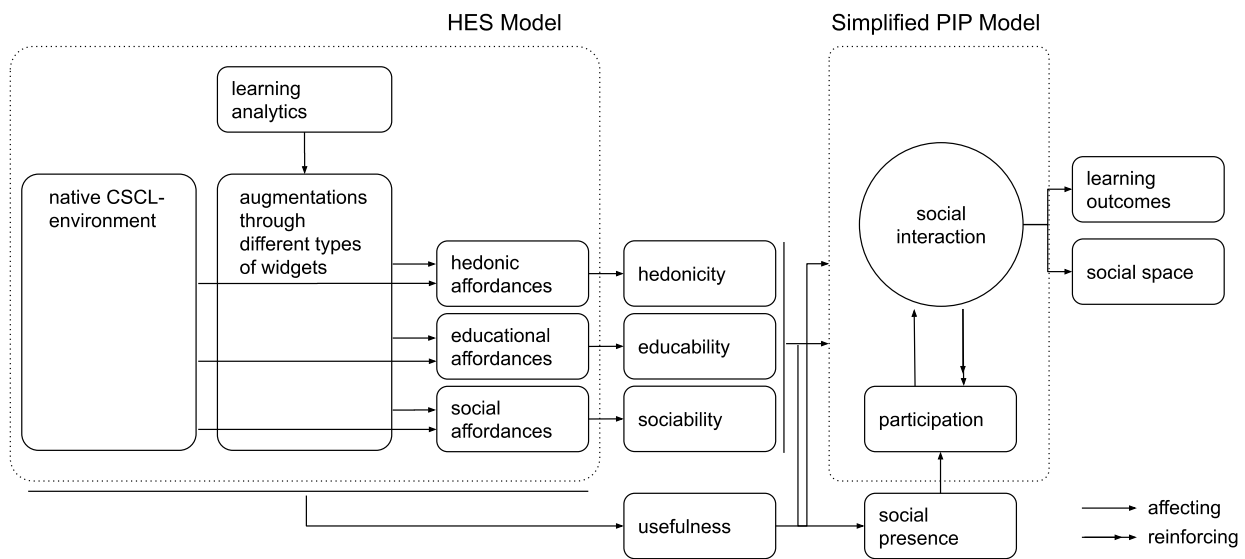 HES Model
Simplified PIP Model
learning
analytics
native CSCL-
environment
augmentations
through
different types
of widgets
hedonic
affordances
educational
affordances
social
affordances
hedonicity
educability
sociability
usefulness
social
interaction
participation
social
presence
learning
outcomes
social space
affecting
reinforcing